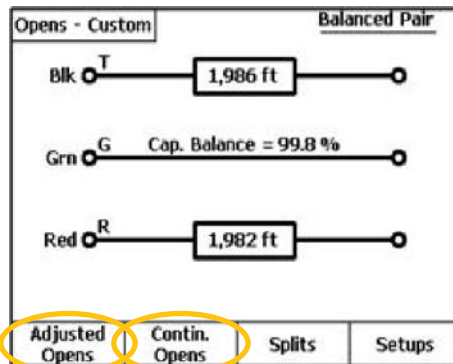 Opens - Custom
Balanced Pair
Blk T 1,986 ft
Grn G Cap. Balance = 99.8 %
Red R 1,982 ft
Adjusted Opens
Contin. Opens
Splits
Setups